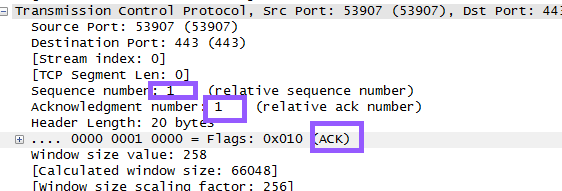 Transmission Control Protocol, Src Port: 53907 (53907), Dst Port: 443
Source Port: 53907 (53907)
Destination Port: 443 (443)
[Stream index: 0]
[TCP Segment Len: 0]
Sequence number: 1 (relative sequence number)
Acknowledgment number: 1 (relative ack number)
Header Length: 20 bytes
.... 0000 0001 0000 = Flags: 0x010 (ACK)
Window size value: 258
[Calculated window size: 66048]
[Window size scaling factor: 256]